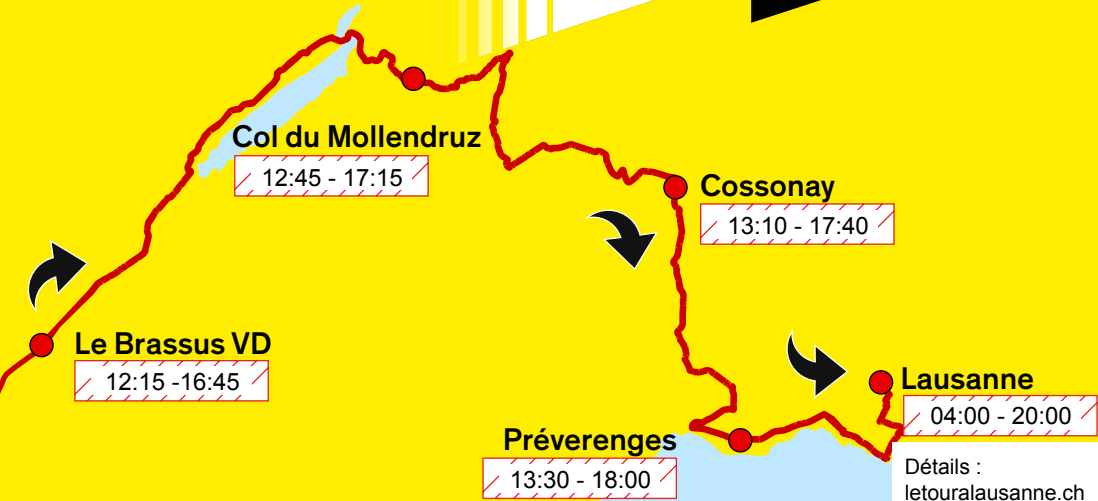 Col du Mollendruz
12:45 - 17:15
Cossonay
13:10 - 17:40
Le Brassus VD
12:15 -16:45
Lausanne
04:00 - 20:00
Préverenges
13:30 - 18:00
Détails :
letouralausanne.ch